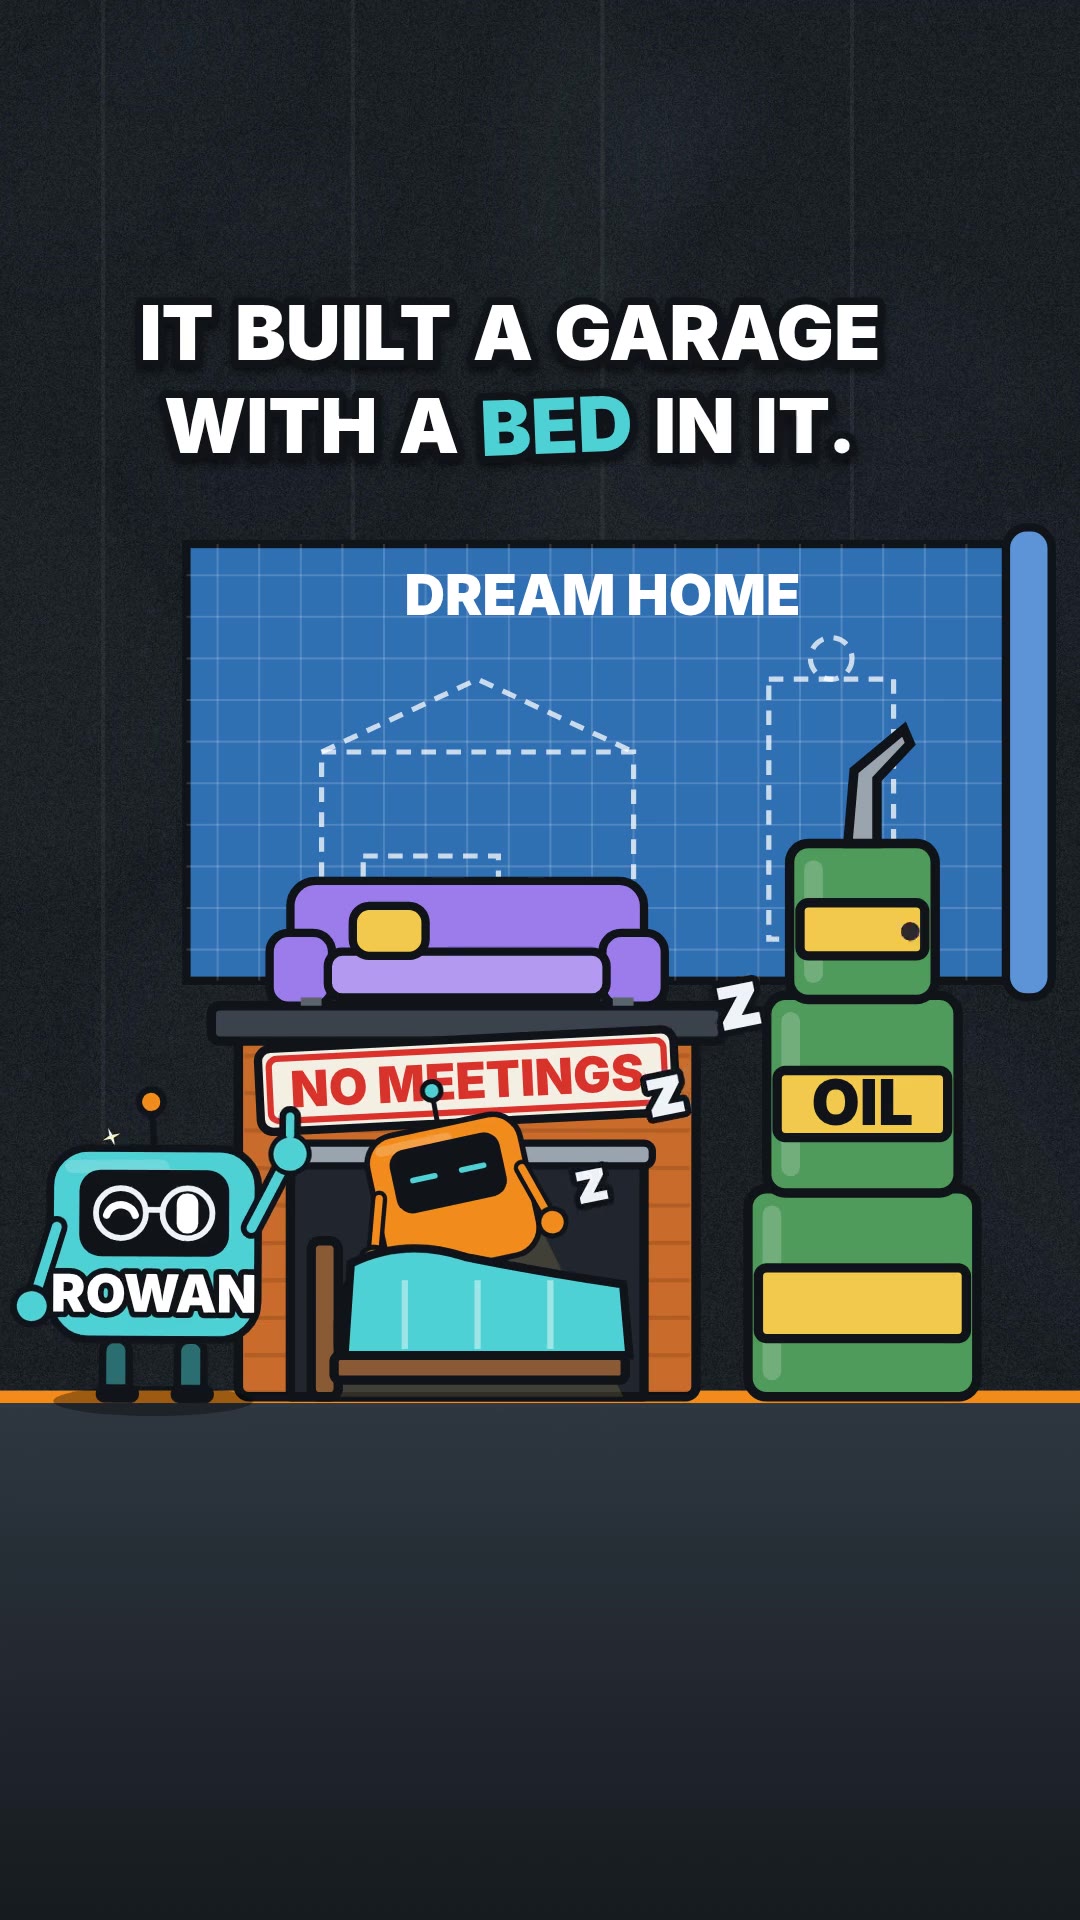 IT BUILT A GARAGE
WITH A BED IN IT.
DREAM HOME
NO MEETINGS
Z
Z
Z
OIL
ROWAN